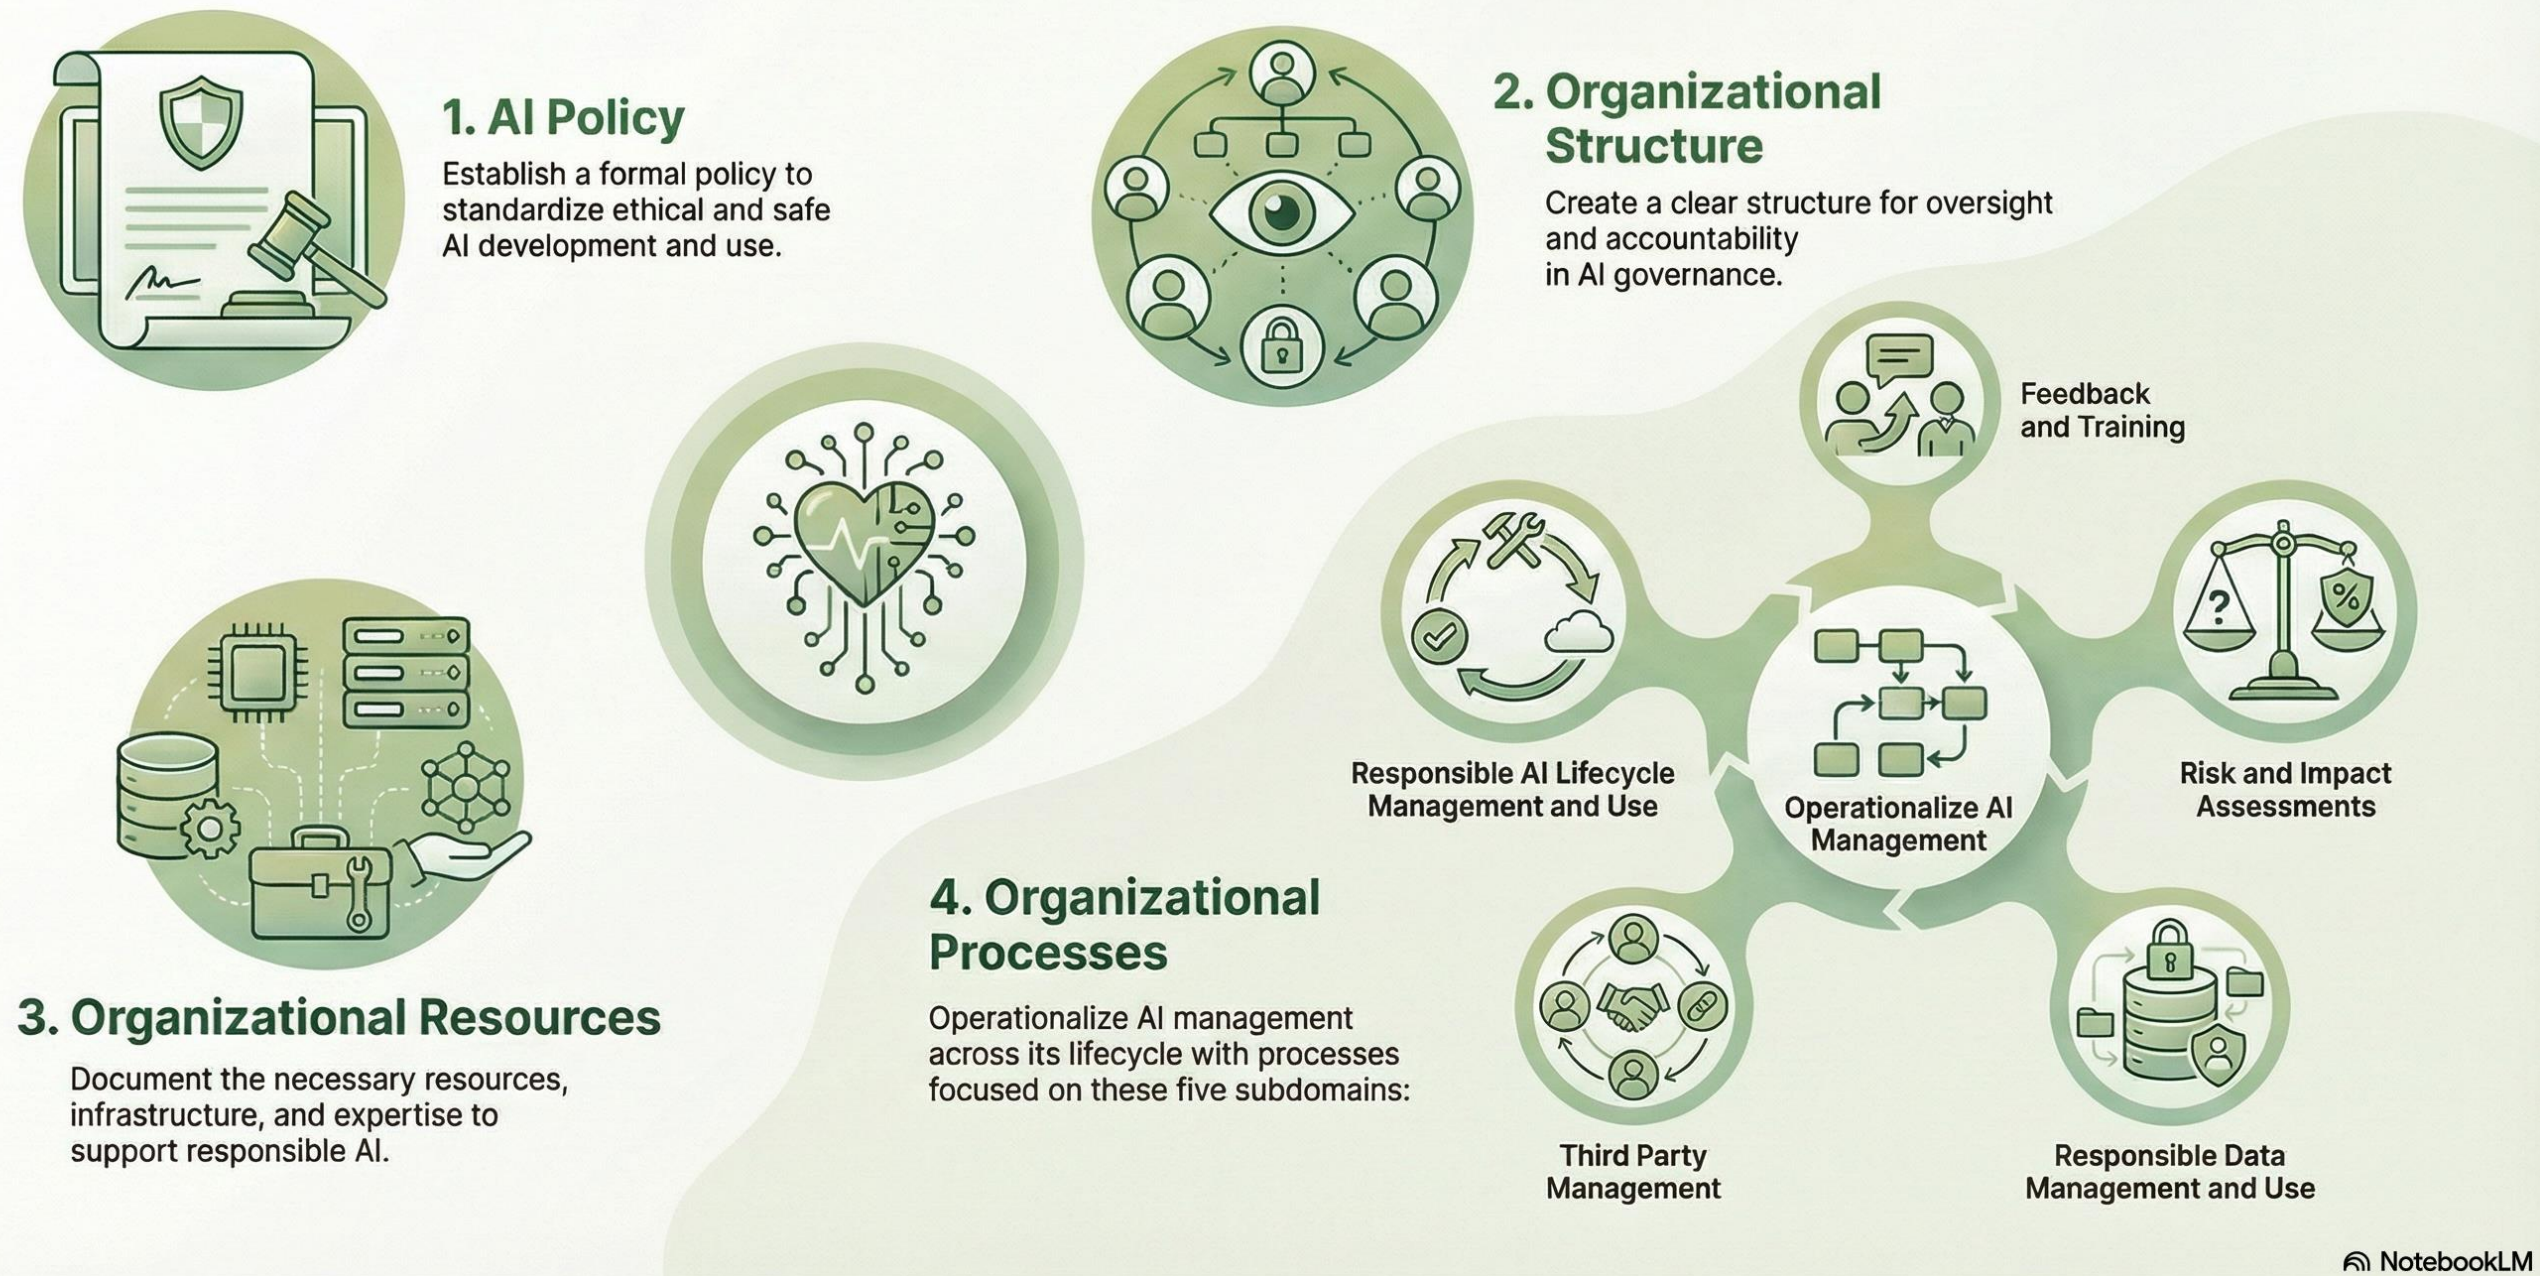 1. AI Policy
Establish a formal policy to
standardize ethical and safe
AI development and use.
2. Organizational
Structure
Create a clear structure for oversight
and accountability
in AI governance.
3. Organizational Resources
Document the necessary resources,
infrastructure, and expertise to
support responsible AI.
4. Organizational
Processes
Operationalize AI management
across its lifecycle with processes
focused on these five subdomains:
Feedback
and Training
?
%
Risk and Impact
Assessments
Responsible AI Lifecycle
Management and Use
Operationalize AI
Management
Third Party
Management
Responsible Data
Management and Use
NotebookLM